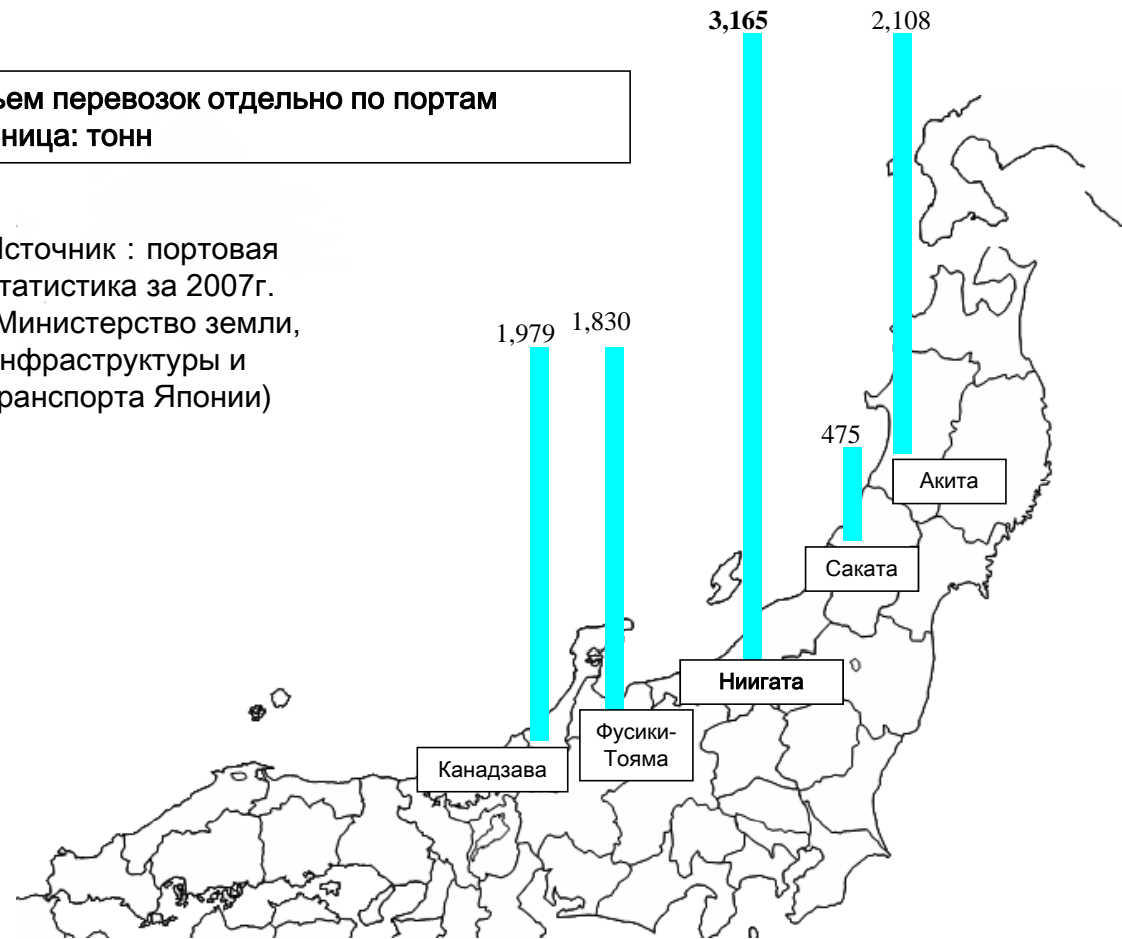 3,165
2,108
ъем перевозок отдельно по портам
ница: тонн
Источник : портовая
татистика за 2007г.
Министерство земли,
нфраструктуры и
ранспорта Японии)
1,979
1,830
475
Акита
Саката
Ниигата
Фусики-
Тояма
Канадзава